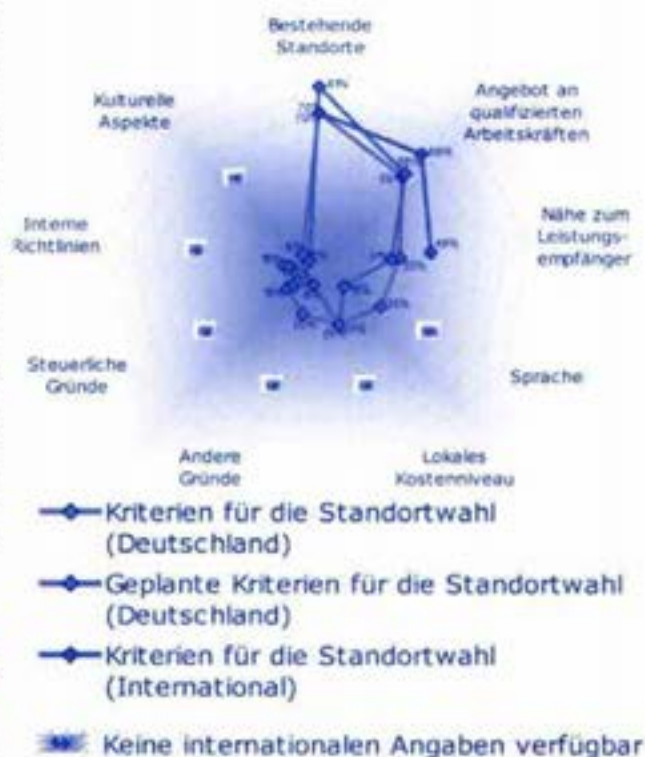 Bestehende
Standorte
Kulturelle
Aspekte
Angebot an
qualifizierten
Arbeitskräften
Interne
Richtlinien
Nähe zum
Leistungs-
empfänger
Steuerliche
Gründe
Sprache
Andere
Gründe
Lokales
Kostenniveau
Kriterien für die Standortwahl
(Deutschland)
Geplante Kriterien für die Standortwahl
(Deutschland)
Kriterien für die Standortwahl
(International)
Keine internationalen Angaben verfügbar